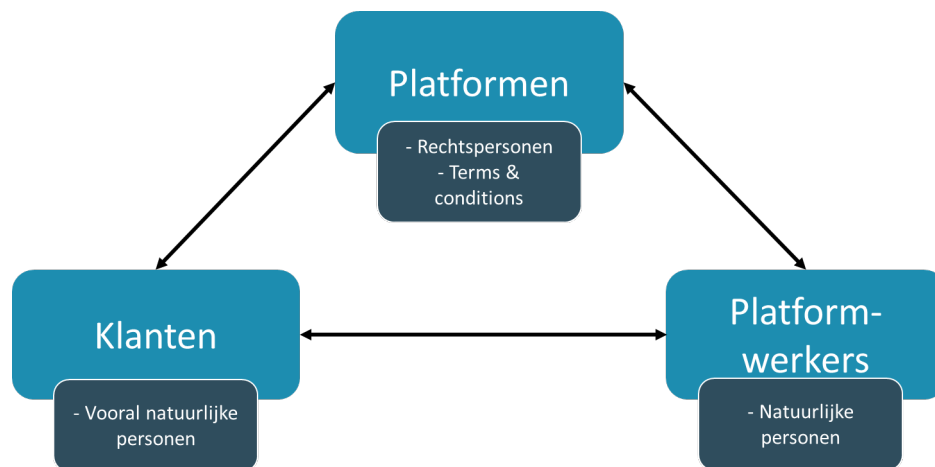 Platformen
- Rechtspersonen
- Terms &
conditions
Klanten
- Vooral natuurlijke
personen
Platform-
werkers
- Natuurlijke
personen